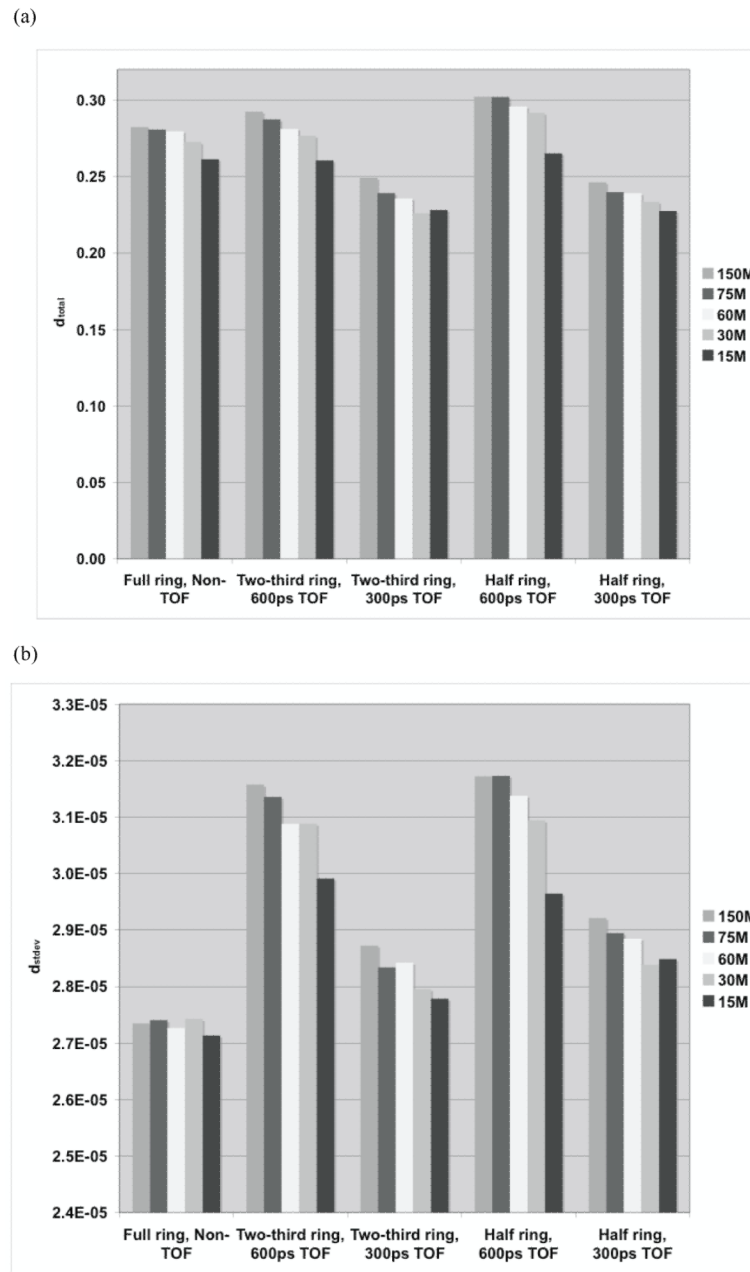 (a)
0.30
0.25
0.20
0.15
0.10
0.05
0.00
dtotal
Full ring, Non-TOF
Two-third ring, 600ps TOF
Two-third ring, 300ps TOF
Half ring, 600ps TOF
Half ring, 300ps TOF
150M
75M
60M
30M
15M
(b)
3.3E-05
3.2E-05
3.1E-05
3.0E-05
2.9E-05
2.8E-05
2.7E-05
2.6E-05
2.5E-05
2.4E-05
dstdev
Full ring, Non-TOF
Two-third ring, 600ps TOF
Two-third ring, 300ps TOF
Half ring, 600ps TOF
Half ring, 300ps TOF
150M
75M
60M
30M
15M